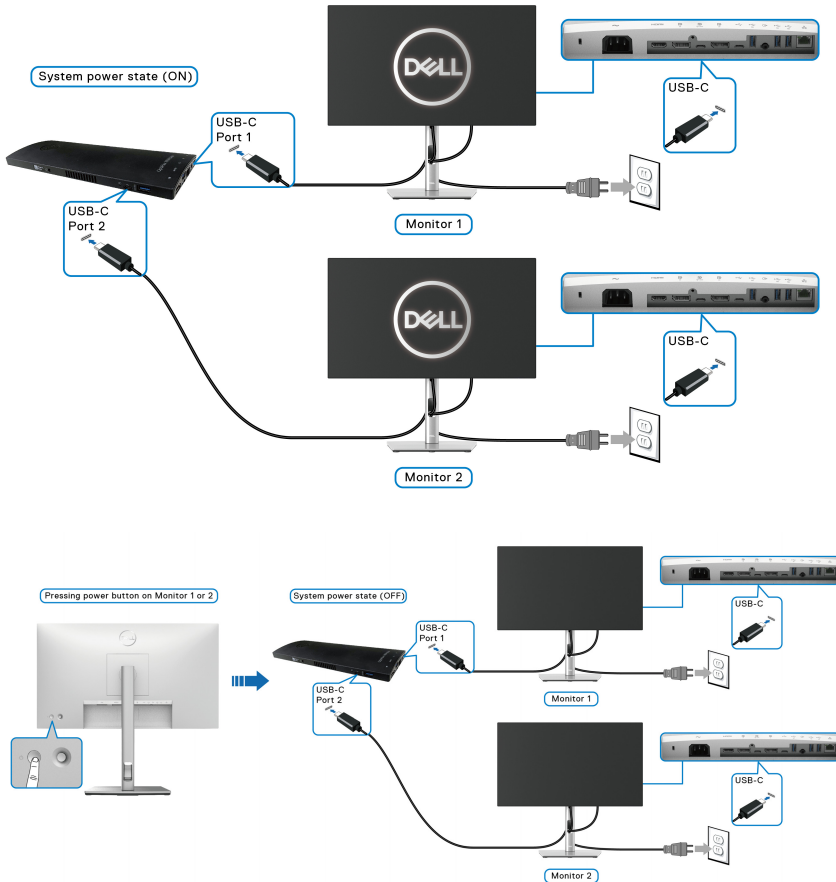 System power state (ON)
USB-C
Port 1
DELL
USB-C
Monitor 1
USB-C
Port 2
DELL
USB-C
Monitor 2
Pressing power button on Monitor 1 or 2
System power state (OFF)
USB-C
Port 1
USB-C
Monitor 1
USB-C
Port 2
USB-C
Monitor 2